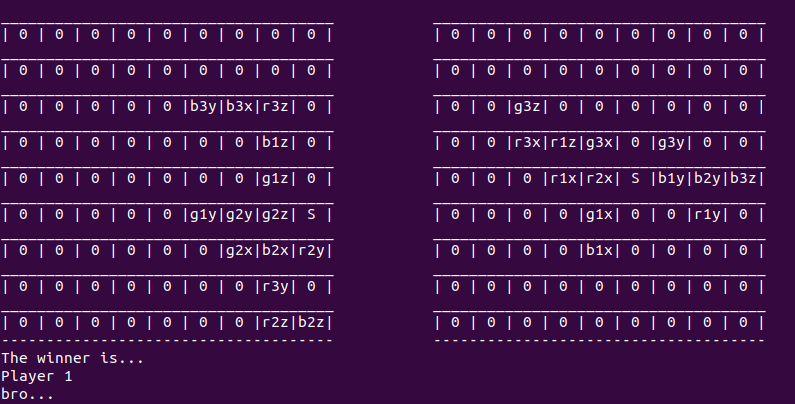 _____________________________________           _____________________________________
| 0 | 0 | 0 | 0 | 0 | 0 | 0 | 0 | 0 |           | 0 | 0 | 0 | 0 | 0 | 0 | 0 | 0 | 0 |
_____________________________________           _____________________________________
| 0 | 0 | 0 | 0 | 0 | 0 | 0 | 0 | 0 |           | 0 | 0 | 0 | 0 | 0 | 0 | 0 | 0 | 0 |
_____________________________________           _____________________________________
| 0 | 0 | 0 | 0 | 0 |b3y|b3x|r3z| 0 |           | 0 | 0 |g3z| 0 | 0 | 0 | 0 | 0 | 0 |
_____________________________________           _____________________________________
| 0 | 0 | 0 | 0 | 0 | 0 | 0 |b1z| 0 |           | 0 | 0 |r3x|r1z|g3x| 0 |g3y| 0 | 0 |
_____________________________________           _____________________________________
| 0 | 0 | 0 | 0 | 0 | 0 | 0 |g1z| 0 |           | 0 | 0 | 0 |r1x|r2x| S |b1y|b2y|b3z|
_____________________________________           _____________________________________
| 0 | 0 | 0 | 0 | 0 |g1y|g2y|g2z| S |           | 0 | 0 | 0 | 0 |g1x| 0 | 0 |r1y| 0 |
_____________________________________           _____________________________________
| 0 | 0 | 0 | 0 | 0 | 0 |g2x|b2x|r2y|           | 0 | 0 | 0 | 0 |b1x| 0 | 0 | 0 | 0 |
_____________________________________           _____________________________________
| 0 | 0 | 0 | 0 | 0 | 0 | 0 |r3y| 0 |           | 0 | 0 | 0 | 0 | 0 | 0 | 0 | 0 | 0 |
_____________________________________           _____________________________________
| 0 | 0 | 0 | 0 | 0 | 0 | 0 |r2z|b2z|           | 0 | 0 | 0 | 0 | 0 | 0 | 0 | 0 | 0 |
-------------------------------------           -------------------------------------
The winner is...
Player 1
bro...